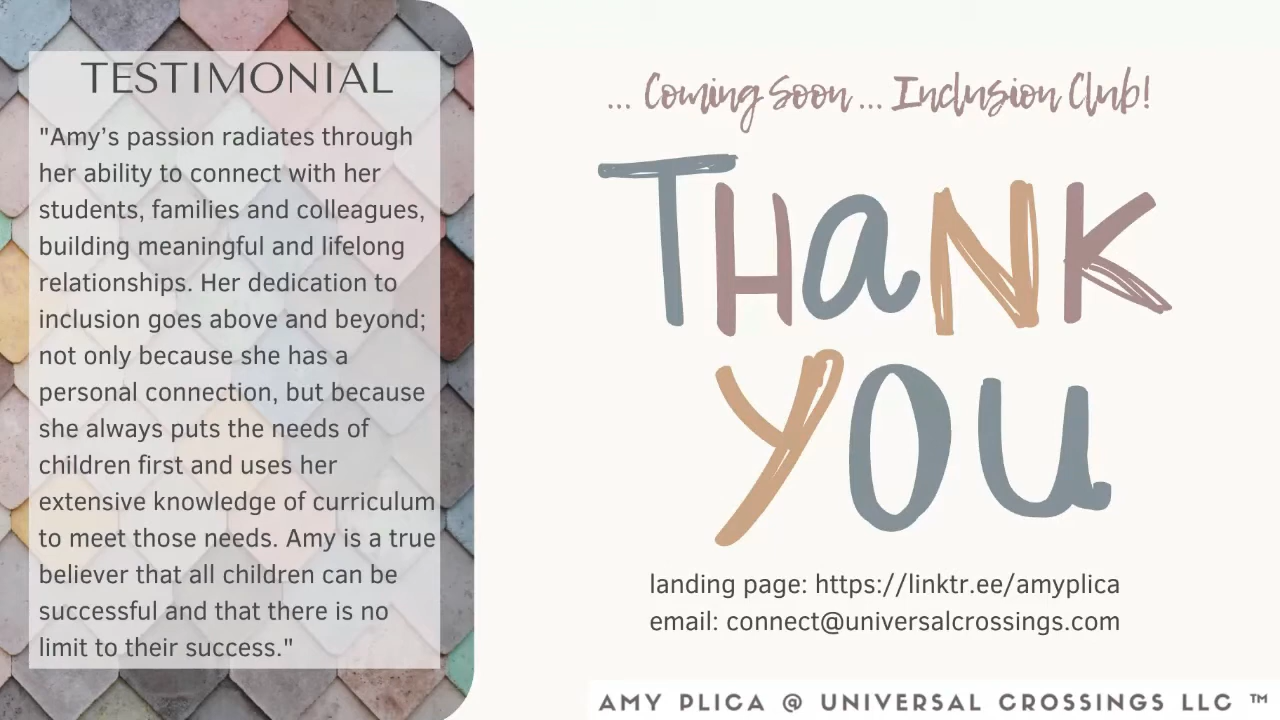 TESTIMONIAL
"Amy’s passion radiates through
her ability to connect with her
students, families and colleagues,
building meaningful and lifelong
relationships. Her dedication to
inclusion goes above and beyond;
not only because she has a
personal connection, but because
she always puts the needs of
children first and uses her
extensive knowledge of curriculum
to meet those needs. Amy is a true
believer that all children can be
successful and that there is no
limit to their success."
... Coming Soon ... Inclusion Club!
THaNK
YOu
landing page: https://linktr.ee/amyplica
email: connect@universalcrossings.com
AMY PLICA @ UNIVERSAL CROSSINGS LLC ™